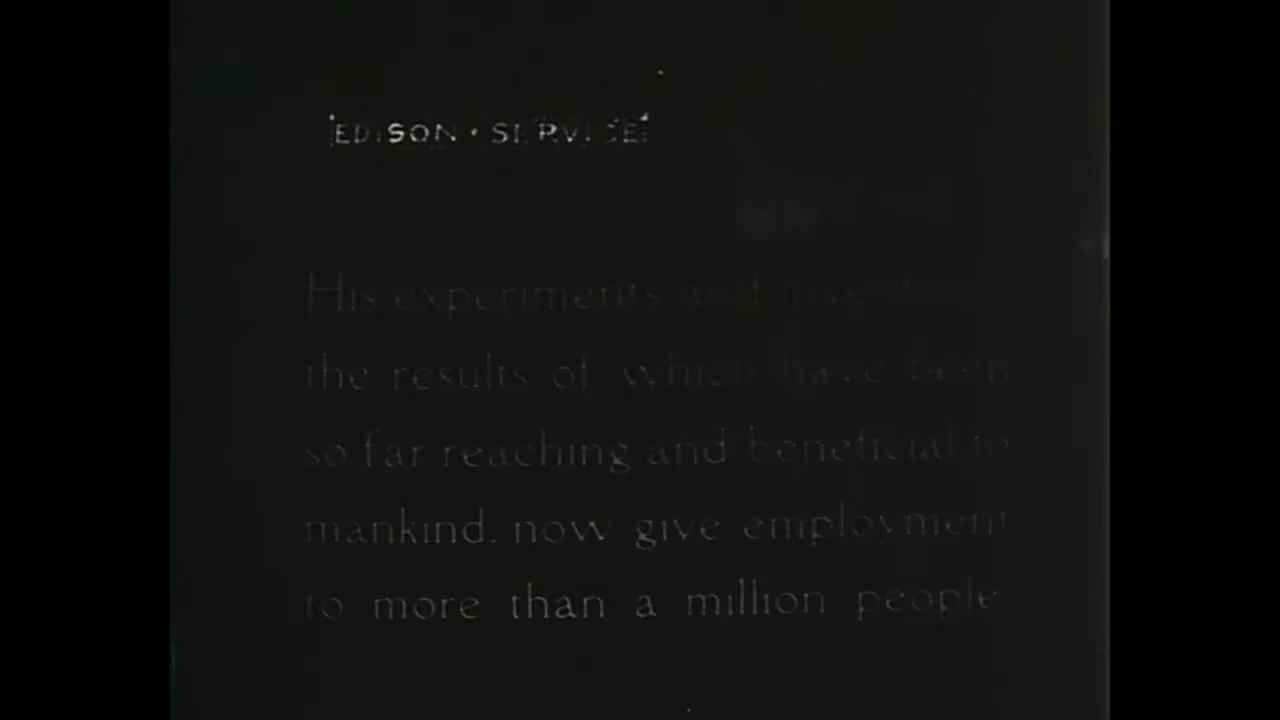 EDISON · SERVICE
His experiments and inventions
the results of which have been
so far reaching and beneficial to
mankind. now give employment
to more than a million people